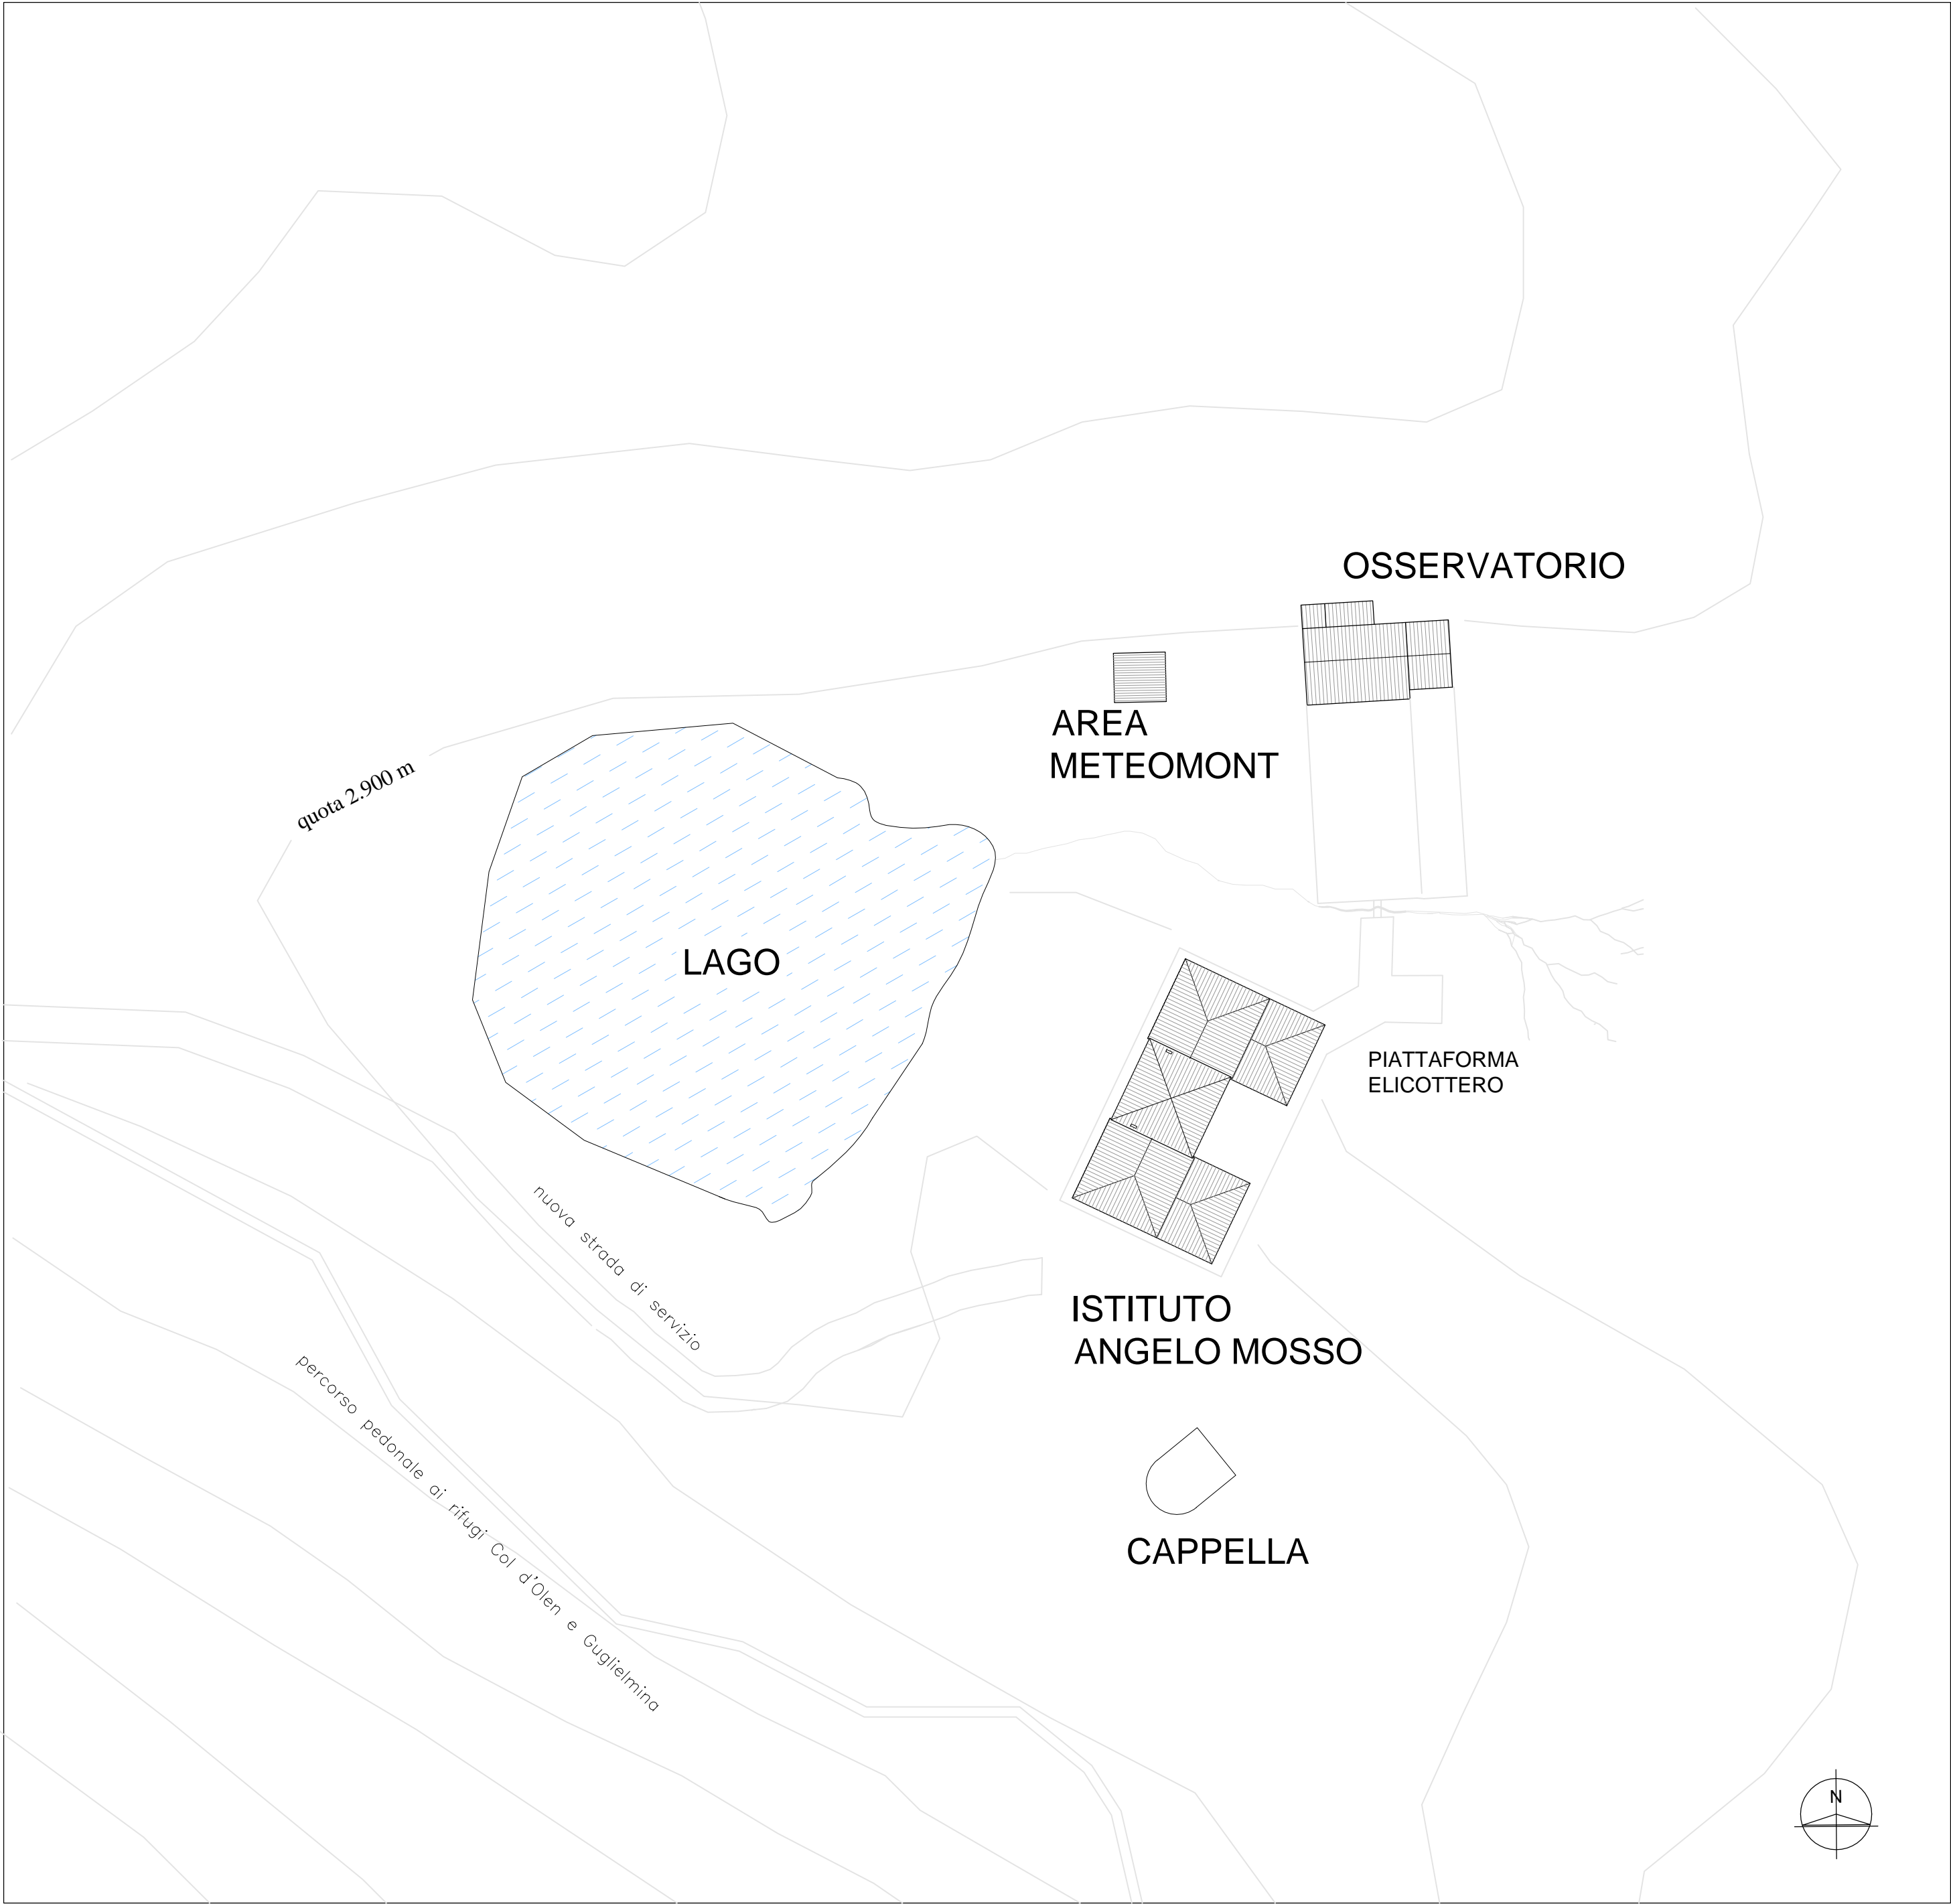 OSSERVATORIO
AREA
METEOMONT
quota 2.900 m
LAGO
PIATTAFORMA
ELICOTTERO
nuova strada di servizio
ISTITUTO
ANGELO MOSSO
percorso pedonale ai rifugi Col d'Olen e Guglielmina
CAPPELLA
N